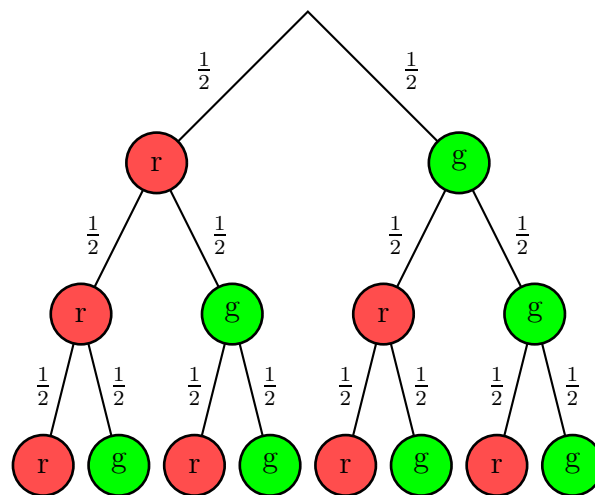 1/2 1/2
r g
1/2 1/2 1/2 1/2
r g r g
1/2 1/2 1/2 1/2 1/2 1/2 1/2 1/2
r g r g r g r g